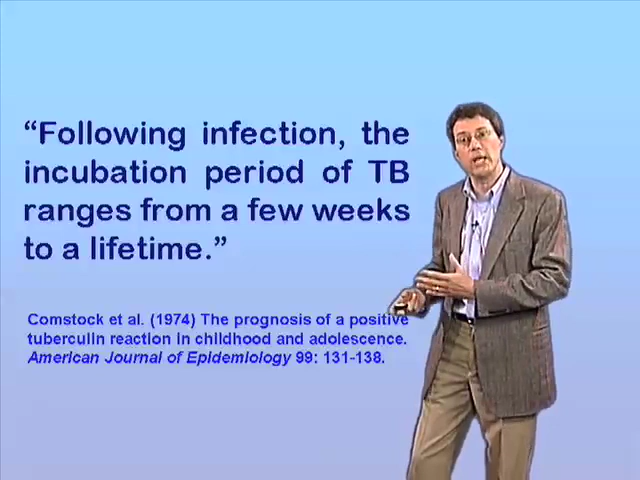 “Following infection, the
incubation period of TB
ranges from a few weeks
to a lifetime.”
Comstock et al. (1974) The prognosis of a positive
tuberculin reaction in childhood and adolescence.
American Journal of Epidemiology 99: 131-138.